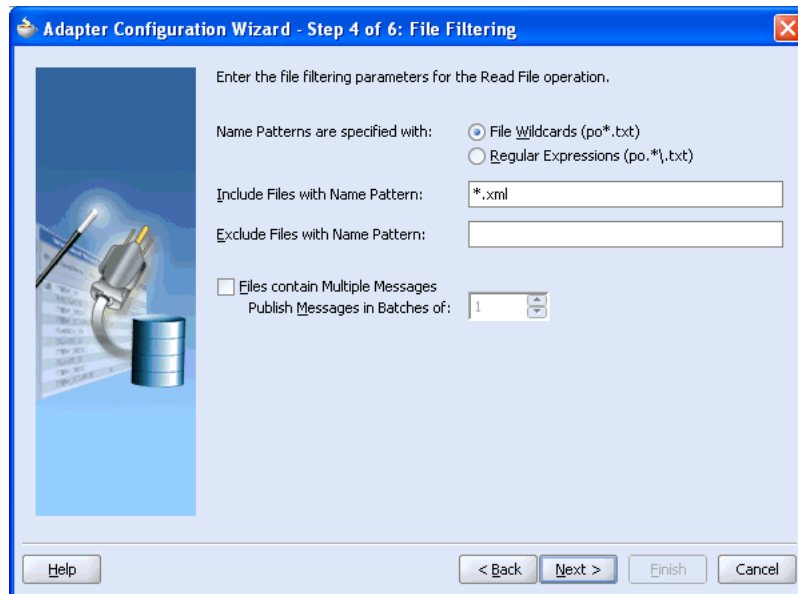 Adapter Configuration Wizard - Step 4 of 6: File Filtering
Enter the file filtering parameters for the Read File operation.
Name Patterns are specified with:
File Wildcards (po*.txt)
Regular Expressions (po.*\.txt)
Include Files with Name Pattern:
*.xml
Exclude Files with Name Pattern:
Files contain Multiple Messages
Publish Messages in Batches of:
1
Help
< Back
Next >
Finish
Cancel